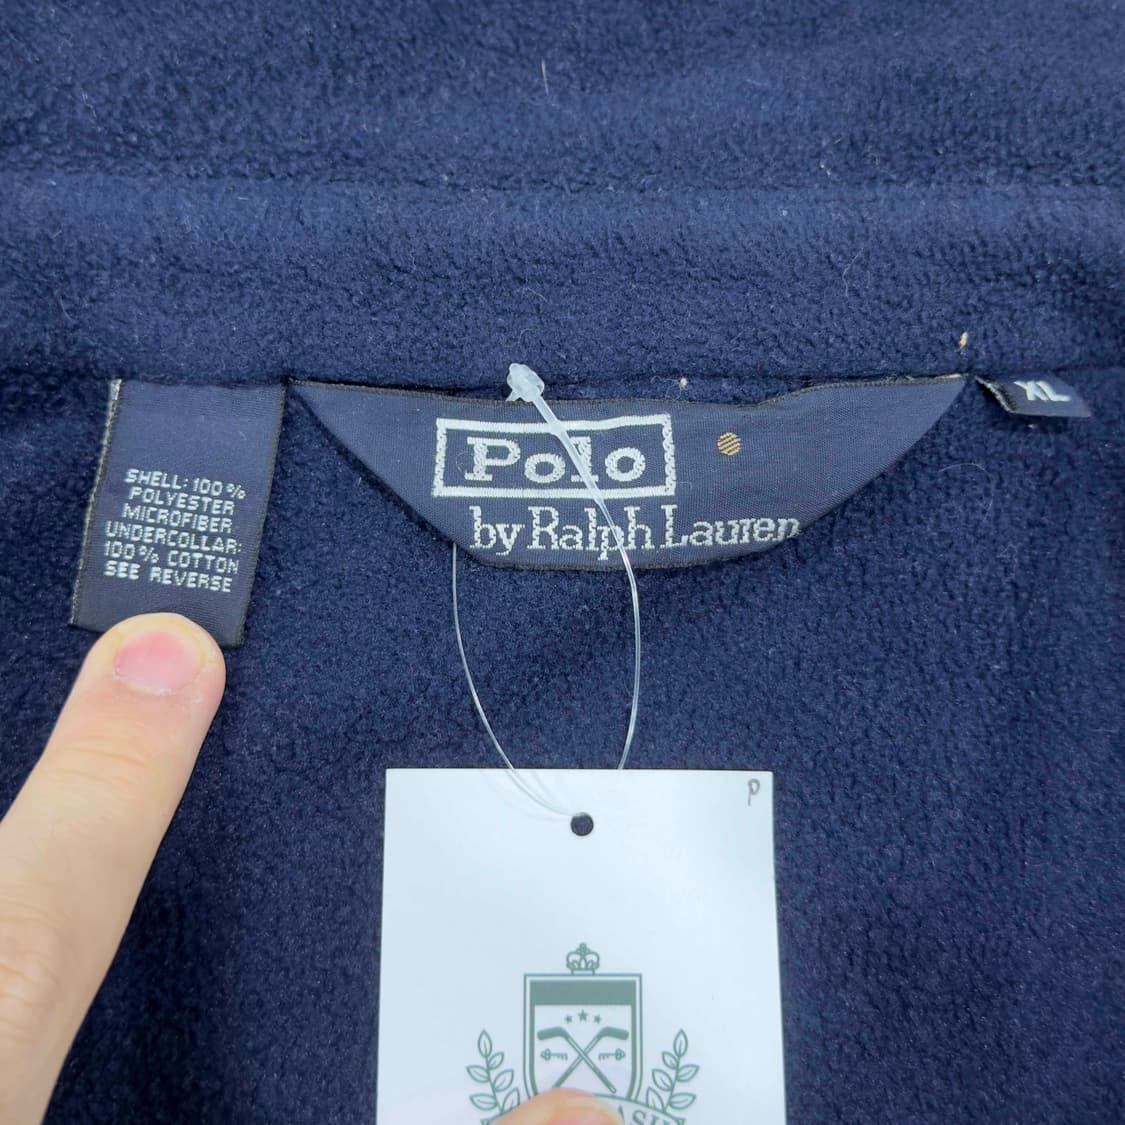 SHELL: 100%
POLYESTER
MICROFIBER
UNDERCOLLAR:
100% COTTON
SEE REVERSE
Polo
by Ralph Lauren
XL
P